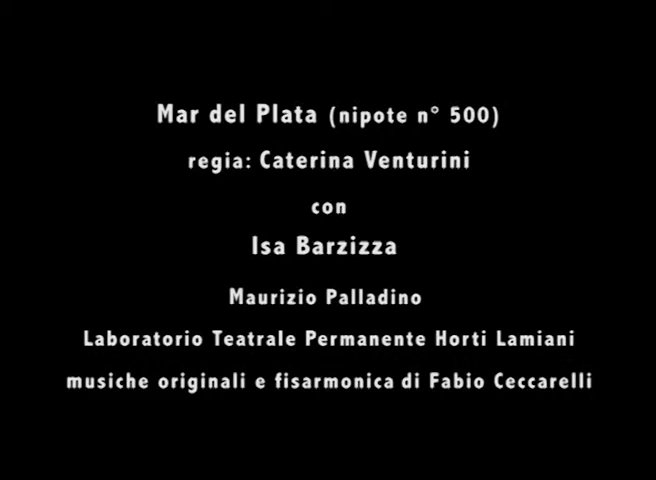 Mar del Plata (nipote n° 500)
regia: Caterina Venturini
con
Isa Barzizza
Maurizio Palladino
Laboratorio Teatrale Permanente Horti Lamiani
musiche originali e fisarmonica di Fabio Ceccarelli